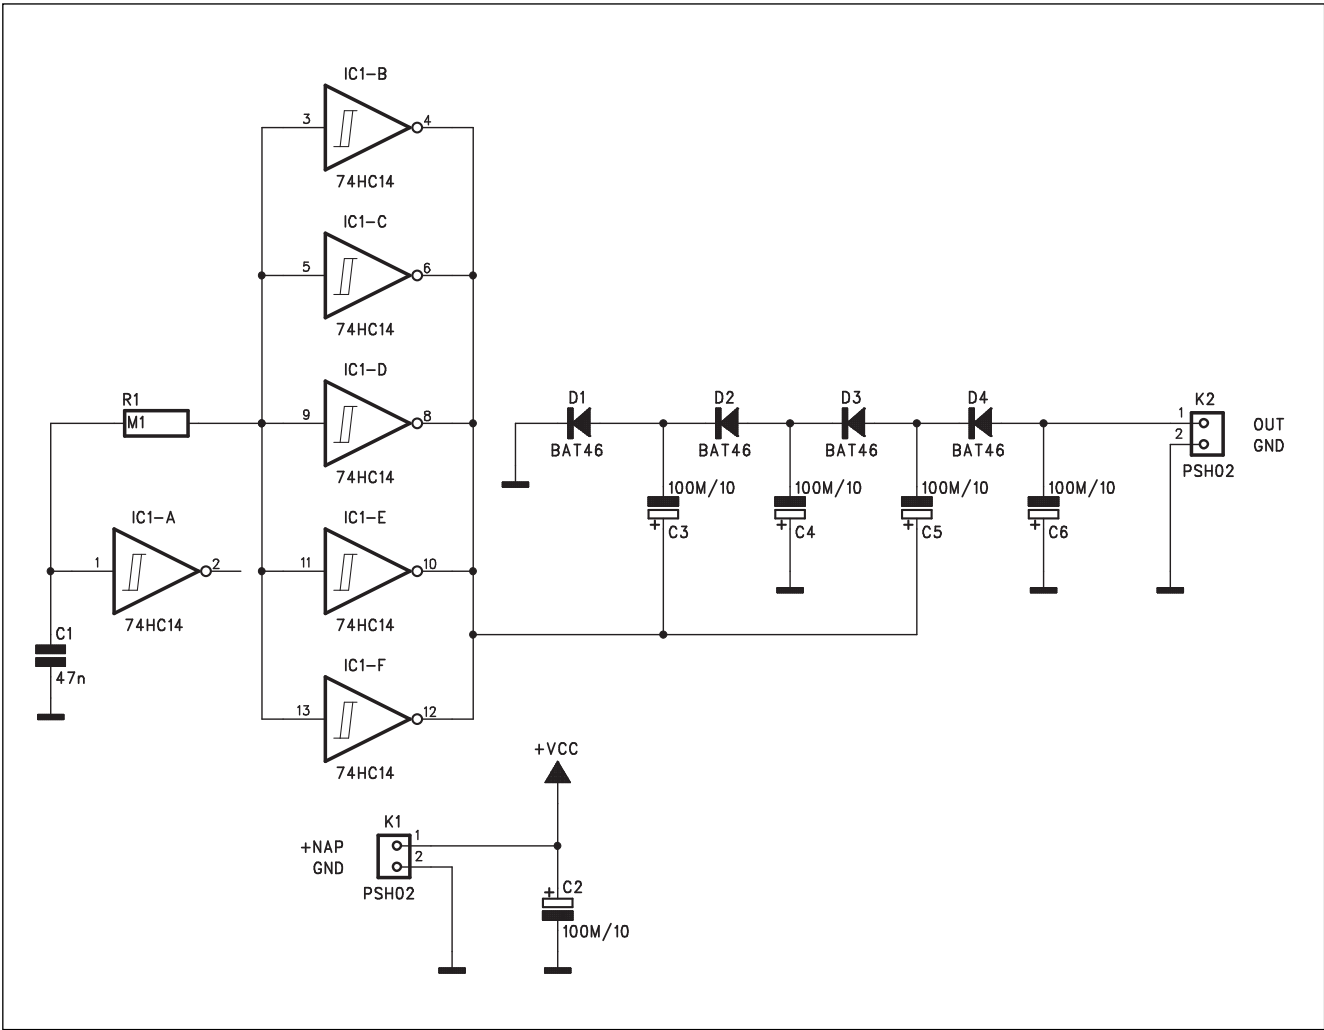 IC1-B
3
4
74HC14
IC1-C
5
6
74HC14
IC1-D
R1
M1
9
8
74HC14
D1
BAT46
D2
BAT46
D3
BAT46
D4
BAT46
K2
1
2
OUT
GND
PSH02
100M/10
+
C3
100M/10
+
C4
100M/10
+
C5
100M/10
+
C6
IC1-A
1
2
74HC14
IC1-E
11
10
74HC14
C1
47n
IC1-F
13
12
74HC14
+VCC
K1
+NAP
1
GND
2
PSH02
+
C2
100M/10